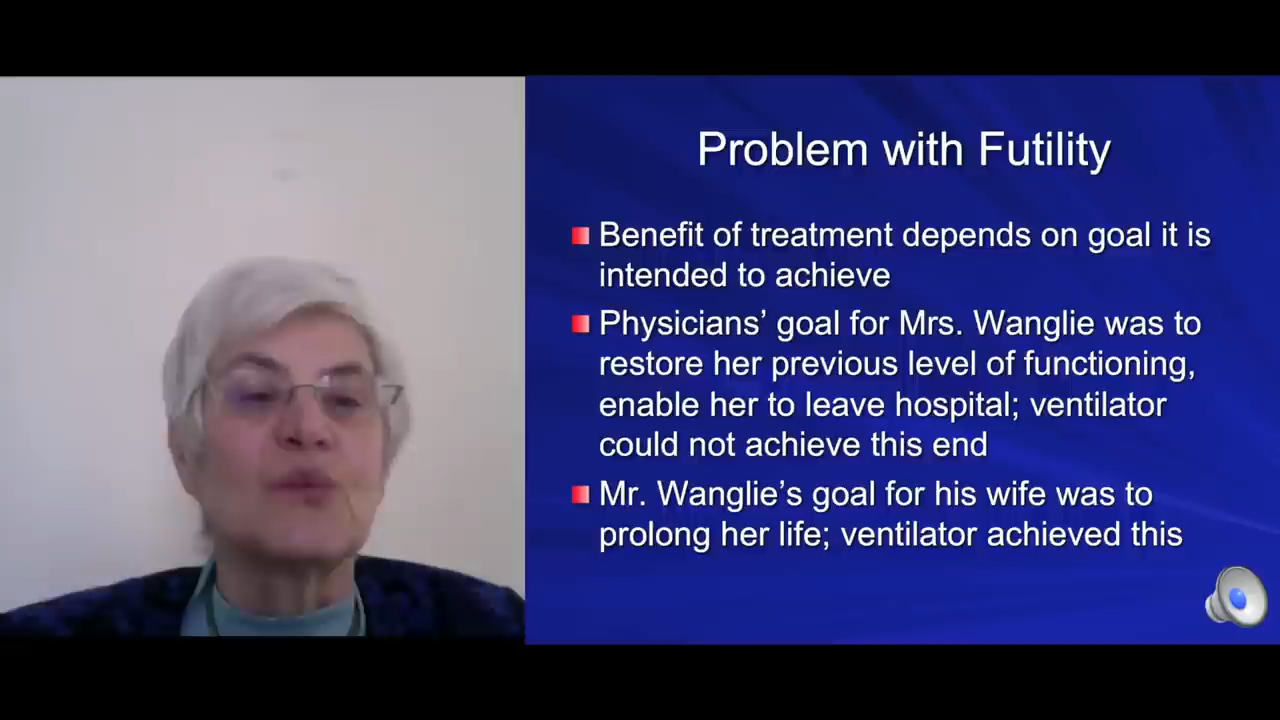 Problem with Futility
Benefit of treatment depends on goal it is
intended to achieve
Physicians’ goal for Mrs. Wanglie was to
restore her previous level of functioning,
enable her to leave hospital; ventilator
could not achieve this end
Mr. Wanglie’s goal for his wife was to
prolong her life; ventilator achieved this